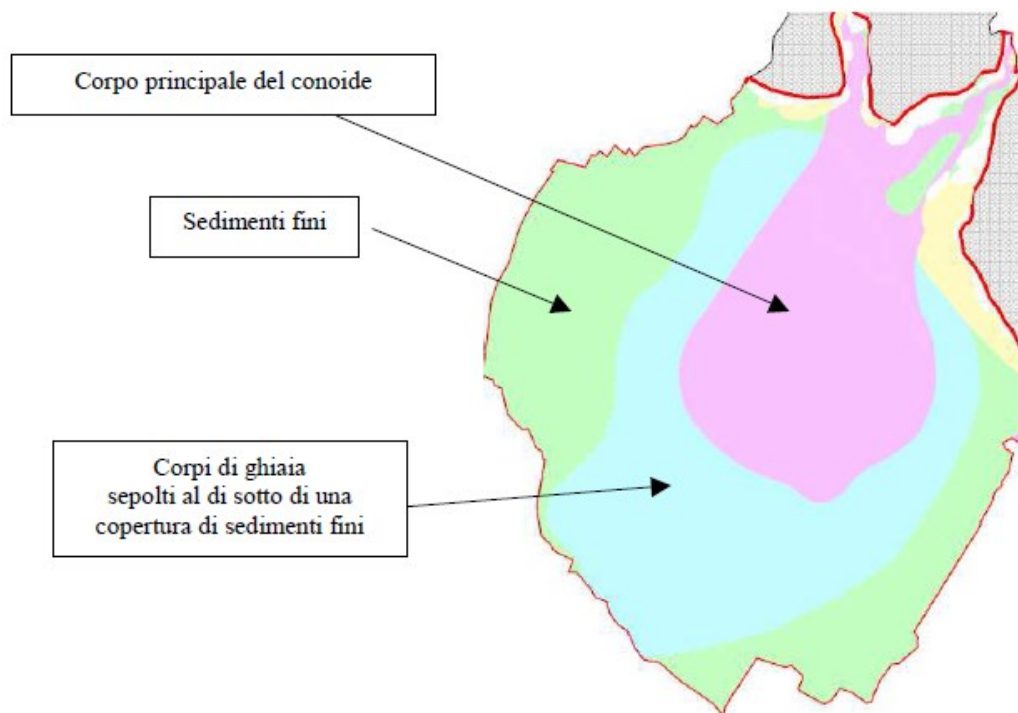 Corpo principale del conoide
Sedimenti fini
Corpi di ghiaia
sepolti al di sotto di una
copertura di sedimenti fini